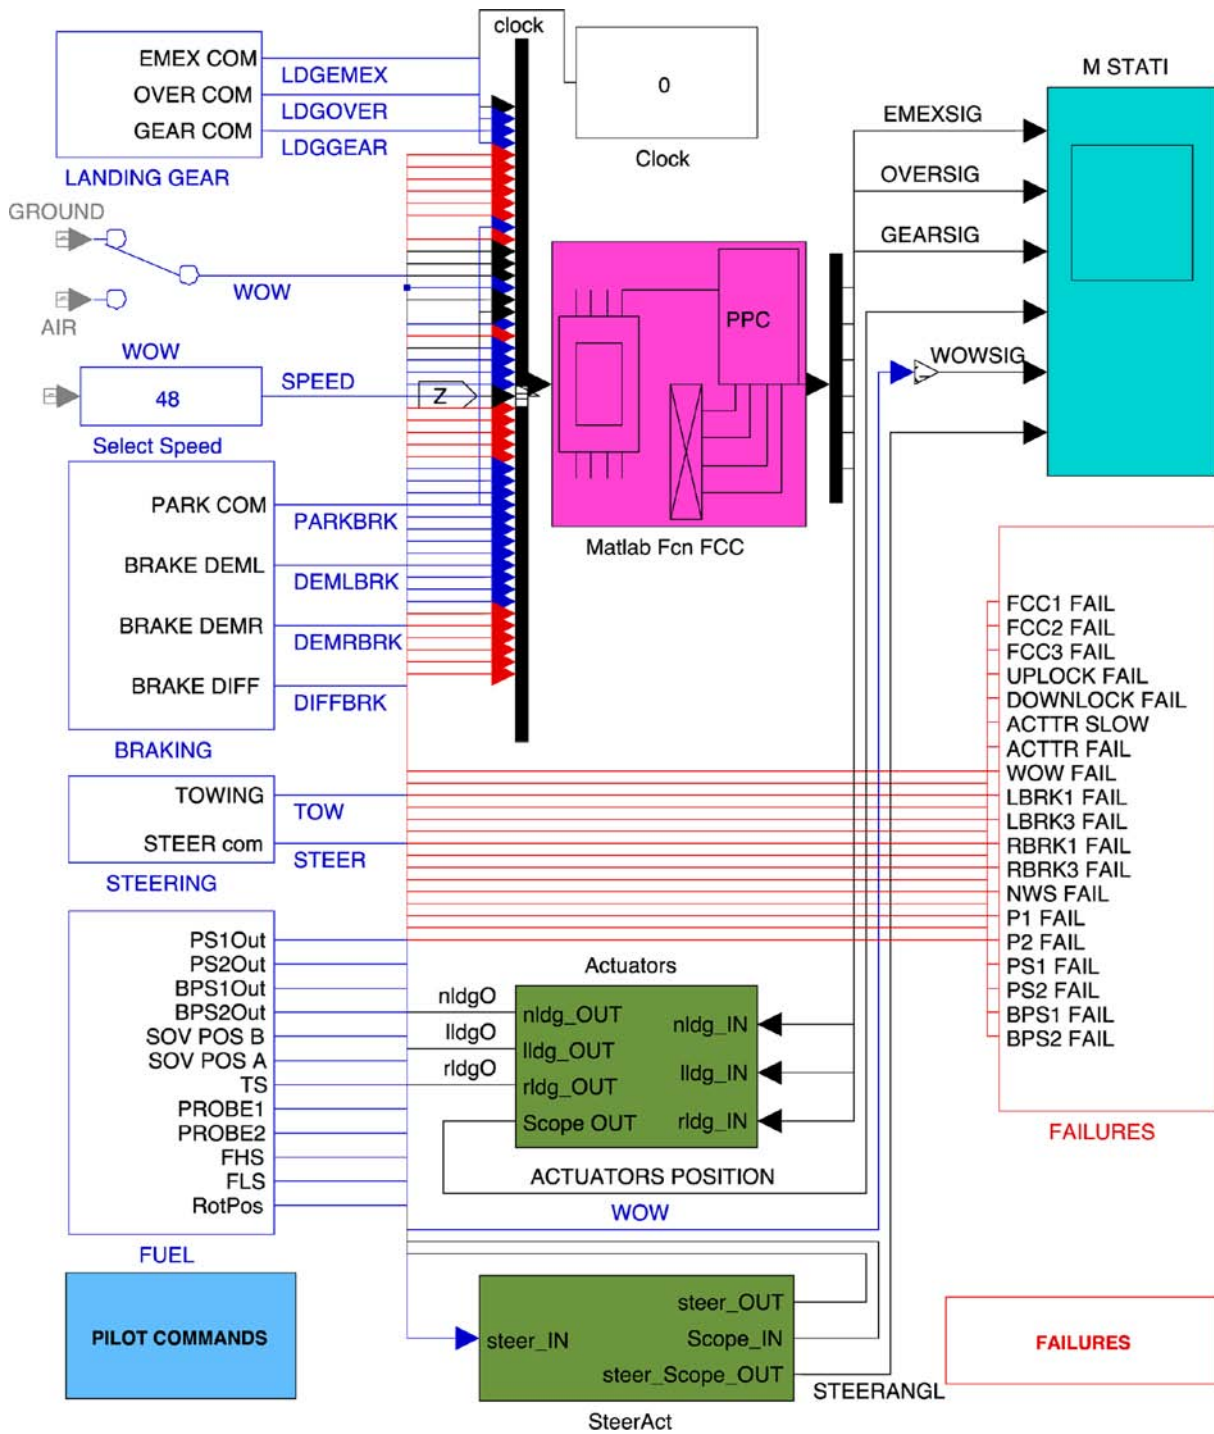 clock
EMEX COM
OVER COM
GEAR COM
LDGEMEX
LDGOVER
LDGGEAR
LANDING GEAR
0
Clock
M STATI
EMEXSIG
OVERSIG
GEARSIG
WOWSIG
GROUND
WOW
AIR
WOW
48
SPEED
Select Speed
Z
PPC
Matlab Fcn FCC
PARK COM
PARKBRK
BRAKE DEML
DEMLBRK
BRAKE DEMR
DEMRBRK
BRAKE DIFF
DIFFBRK
BRAKING
TOWING
TOW
STEER com
STEER
STEERING
FCC1 FAIL
FCC2 FAIL
FCC3 FAIL
UPLOCK FAIL
DOWNLOCK FAIL
ACTTR SLOW
ACTTR FAIL
WOW FAIL
LBRK1 FAIL
LBRK3 FAIL
RBRK1 FAIL
RBRK3 FAIL
NWS FAIL
P1 FAIL
P2 FAIL
PS1 FAIL
PS2 FAIL
BPS1 FAIL
BPS2 FAIL
FAILURES
PS1Out
PS2Out
BPS1Out
BPS2Out
SOV POS B
SOV POS A
TS
PROBE1
PROBE2
FHS
FLS
RotPos
FUEL
Actuators
nldgO
lldgO
rldgO
nldg_OUT
lldg_OUT
rldg_OUT
Scope OUT
nldg_IN
lldg_IN
rldg_IN
ACTUATORS POSITION
WOW
PILOT COMMANDS
steer_IN
steer_OUT
Scope_IN
steer_Scope_OUT
STEERANGL
SteerAct
FAILURES